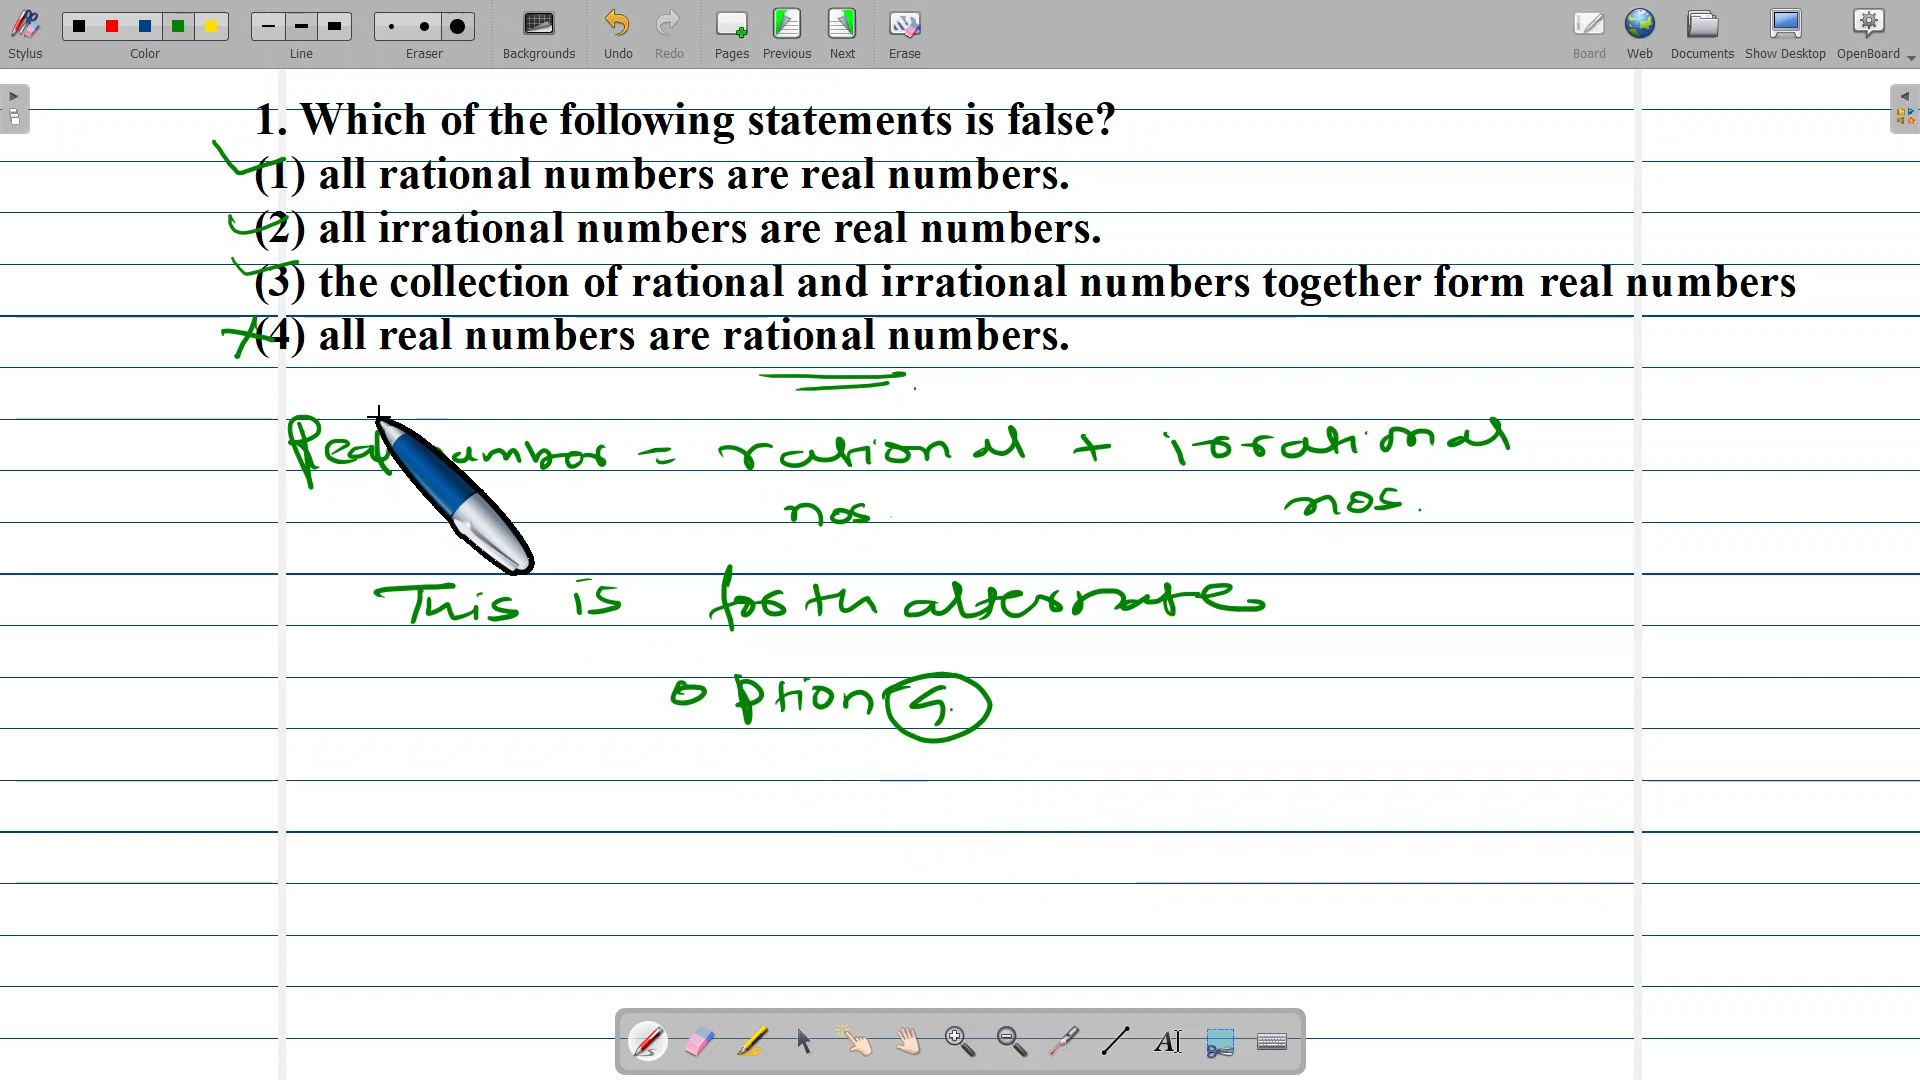 Stylus Color Line Eraser Backgrounds Undo Redo Pages Previous Next Erase Board Web Documents Show Desktop OpenBoard
1. Which of the following statements is false?
(1) all rational numbers are real numbers.
(2) all irrational numbers are real numbers.
(3) the collection of rational and irrational numbers together form real numbers
(4) all real numbers are rational numbers.
Real number = rational + irrational
nos nos.
This is forth alternate
option 4.